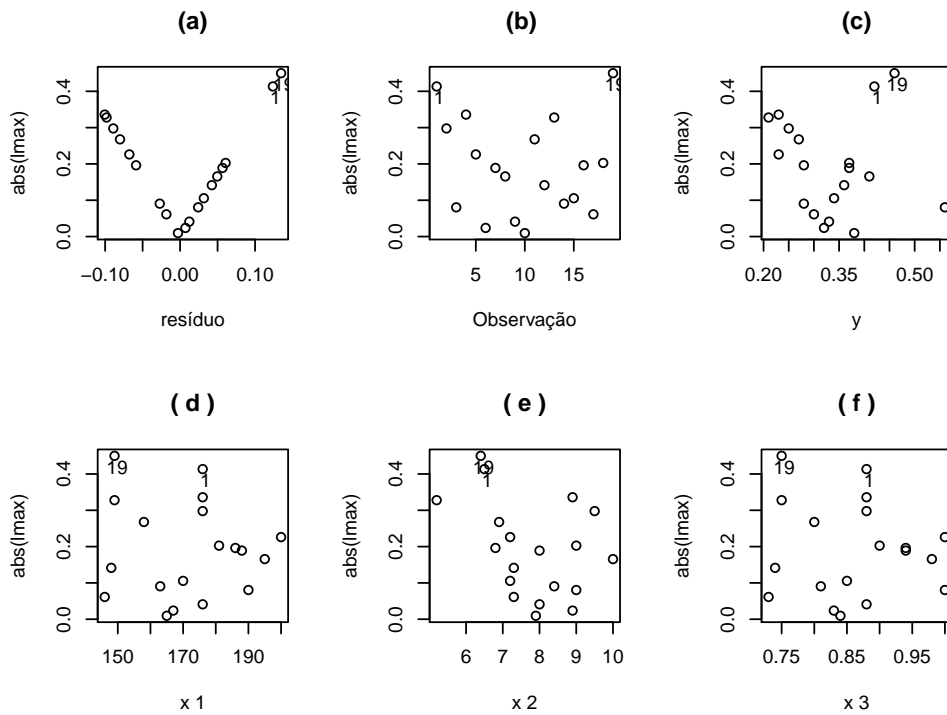 (a)
abs(lmax)
0.0 0.2 0.4
19
1
−0.10 0.00 0.10
resíduo
(b)
abs(lmax)
0.0 0.2 0.4
1
19
5 10 15
Observação
(c)
abs(lmax)
0.0 0.2 0.4
19
1
0.20 0.35 0.50
y
( d )
abs(lmax)
0.0 0.2 0.4
19
1
150 170 190
x 1
( e )
abs(lmax)
0.0 0.2 0.4
19
1
6 7 8 9 10
x 2
( f )
abs(lmax)
0.0 0.2 0.4
19
1
0.75 0.85 0.95
x 3